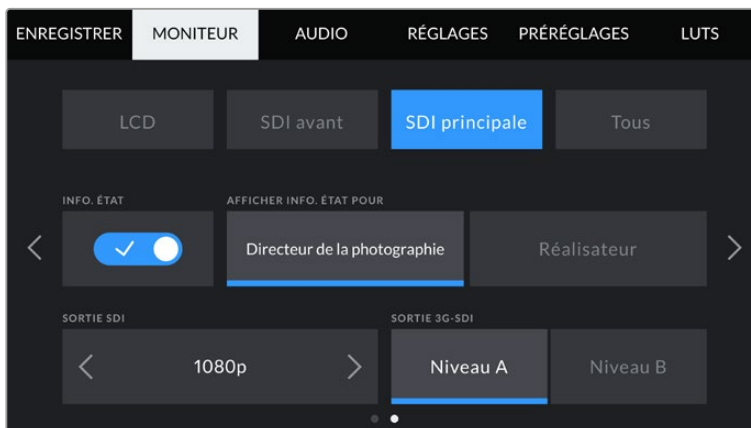 ENREGISTRER MONITEUR AUDIO RÉGLAGES PRÉRÉGLAGES LUTS
LCD SDI avant SDI principale Tous
INFO. ÉTAT AFFICHER INFO. ÉTAT POUR
Directeur de la photographie Réalisateur
SORTIE SDI SORTIE 3G-SDI
1080p Niveau A Niveau B